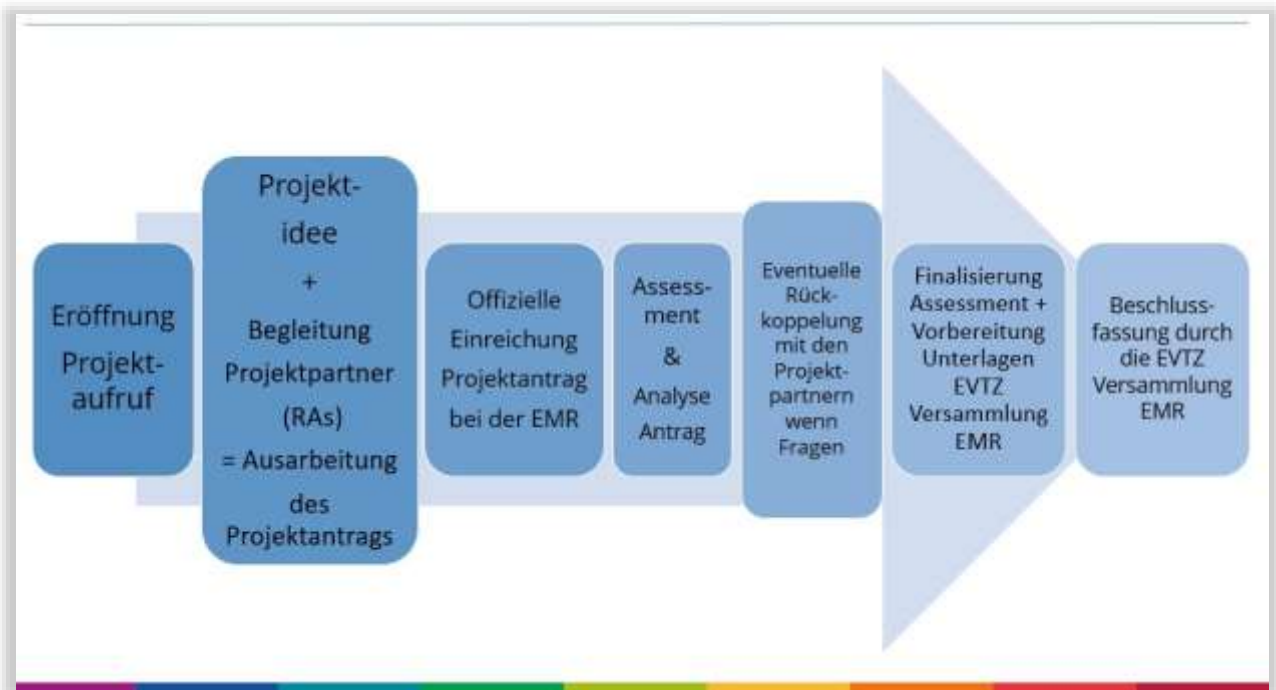 Eröffnung
Projekt-
aufruf
Projekt-
idee
+
Begleitung
Projektpartner
(RAs)
= Ausarbeitung
des
Projektantrags
Offizielle
Einreichung
Projektantrag
bei der EMR
Assess-
ment
&
Analyse
Antrag
Eventuelle
Rück-
koppelung
mit den
Projekt-
partnern
wenn
Fragen
Finalisierung
Assessment +
Vorbereitung
Unterlagen
EVTZ
Versammlung
EMR
Beschluss-
fassung durch
die EVTZ
Versammlung
EMR